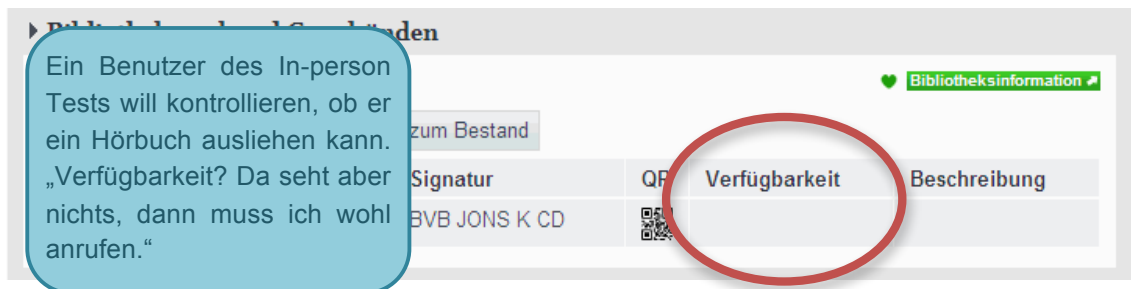 den
Ein Benutzer des In-person
Tests will kontrollieren, ob er
ein Hörbuch ausliehen kann.
„Verfügbarkeit? Da seht aber
nichts, dann muss ich wohl
anrufen.“
Bibliotheksinformation
zum Bestand
Signatur QR Verfügbarkeit Beschreibung
BVB JONS K CD